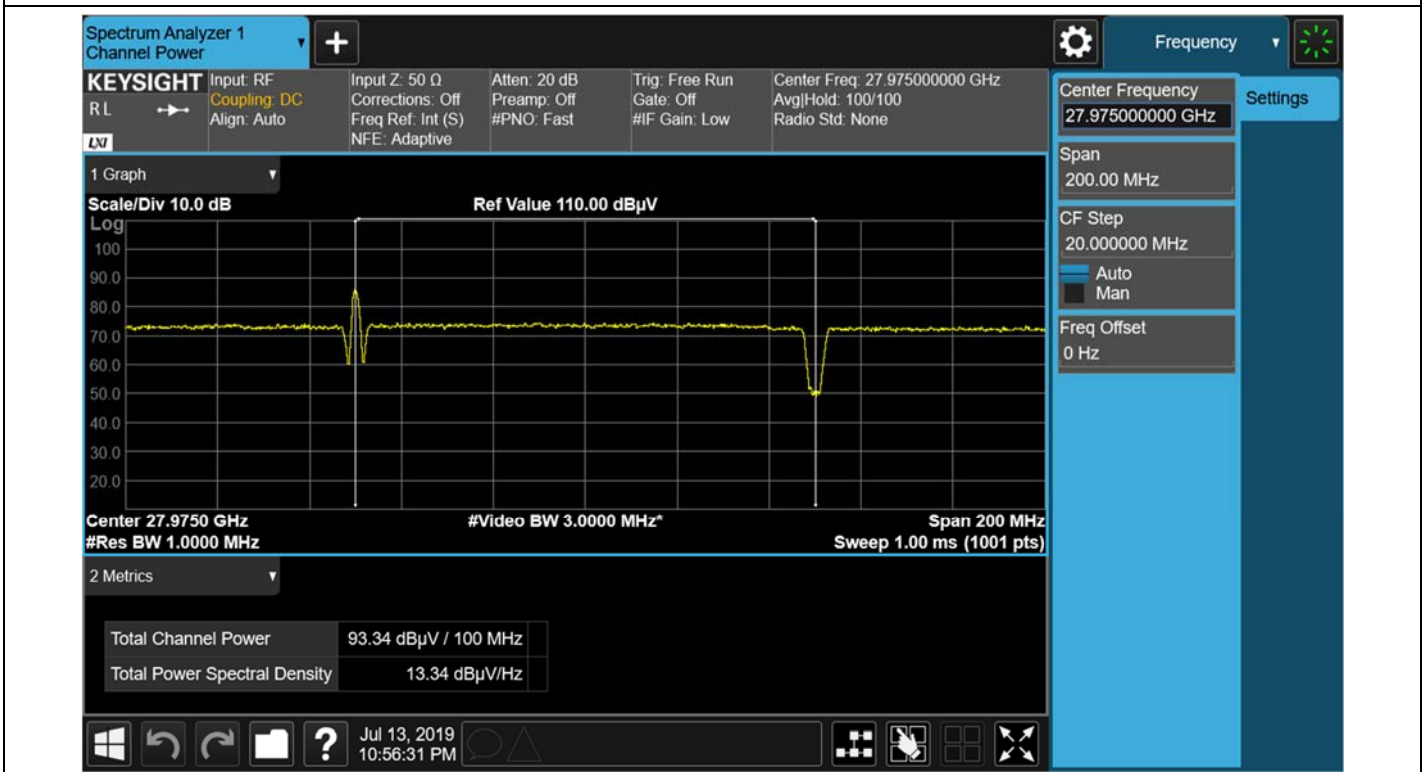 Spectrum Analyzer 1
Channel Power
Frequency
KEYSIGHT
R L
LXI
Input: RF
Coupling: DC
Align: Auto
Input Z: 50 Ω
Corrections: Off
Freq Ref: Int (S)
NFE: Adaptive
Atten: 20 dB
Preamp: Off
#PNO: Fast
Trig: Free Run
Gate: Off
#IF Gain: Low
Center Freq: 27.975000000 GHz
Avg|Hold: 100/100
Radio Std: None
Center Frequency
27.975000000 GHz
Settings
Span
200.00 MHz
CF Step
20.000000 MHz
Auto
Man
Freq Offset
0 Hz
1 Graph
Scale/Div 10.0 dB
Ref Value 110.00 dBµV
Log
100
90.0
80.0
70.0
60.0
50.0
40.0
30.0
20.0
Center 27.9750 GHz
#Video BW 3.0000 MHz*
Span 200 MHz
#Res BW 1.0000 MHz
Sweep 1.00 ms (1001 pts)
2 Metrics
Total Channel Power 93.34 dBµV / 100 MHz
Total Power Spectral Density 13.34 dBµV/Hz
?
Jul 13, 2019
10:56:31 PM